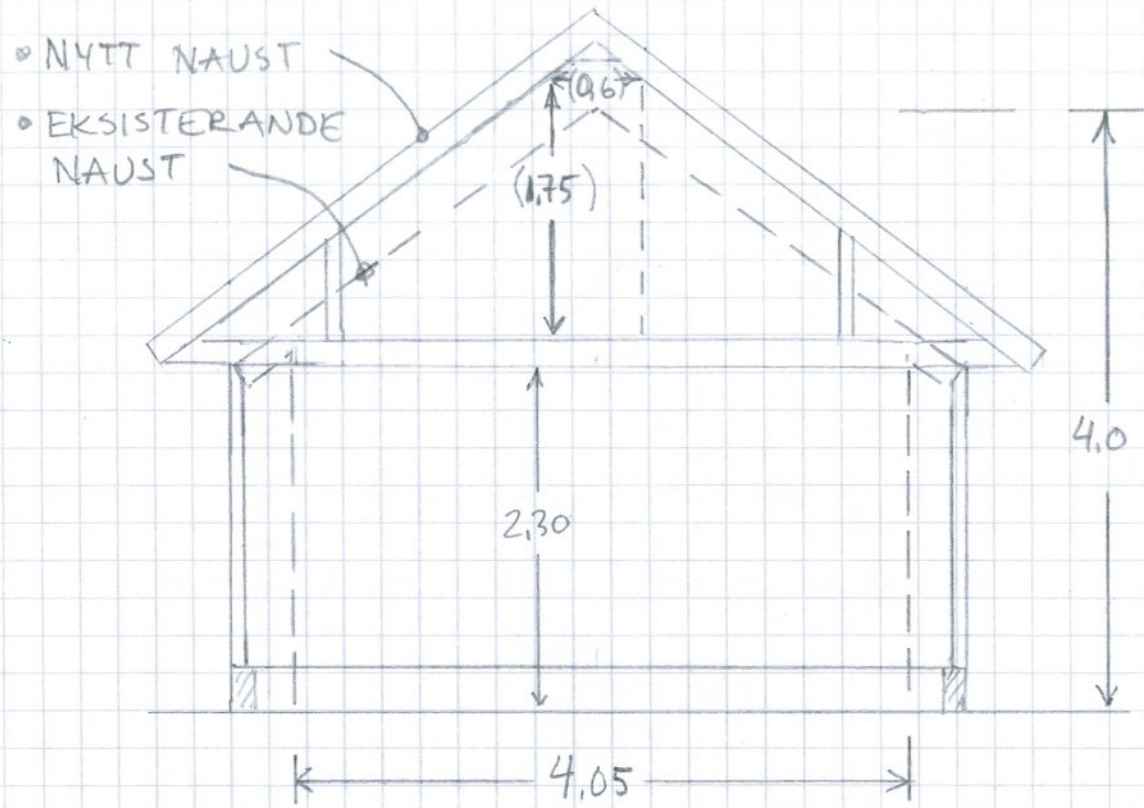 • NYTT NAUST
• EKSISTERANDE
NAUST
(0,6)
(1,75)
4,0
2,30
4,05